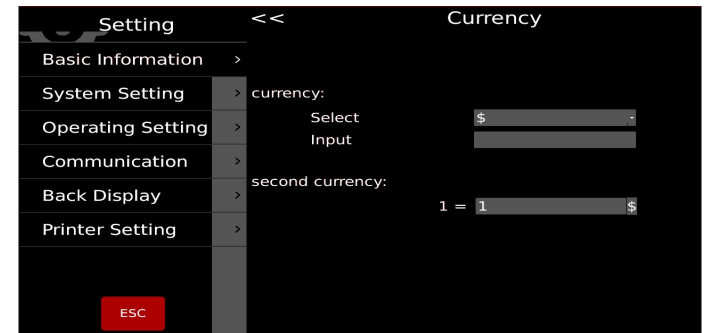 Setting
<< Currency
Basic Information >
System Setting >
Operating Setting >
Communication >
Back Display >
Printer Setting >
ESC
currency:
Select $ -
Input
second currency:
1 = 1 $